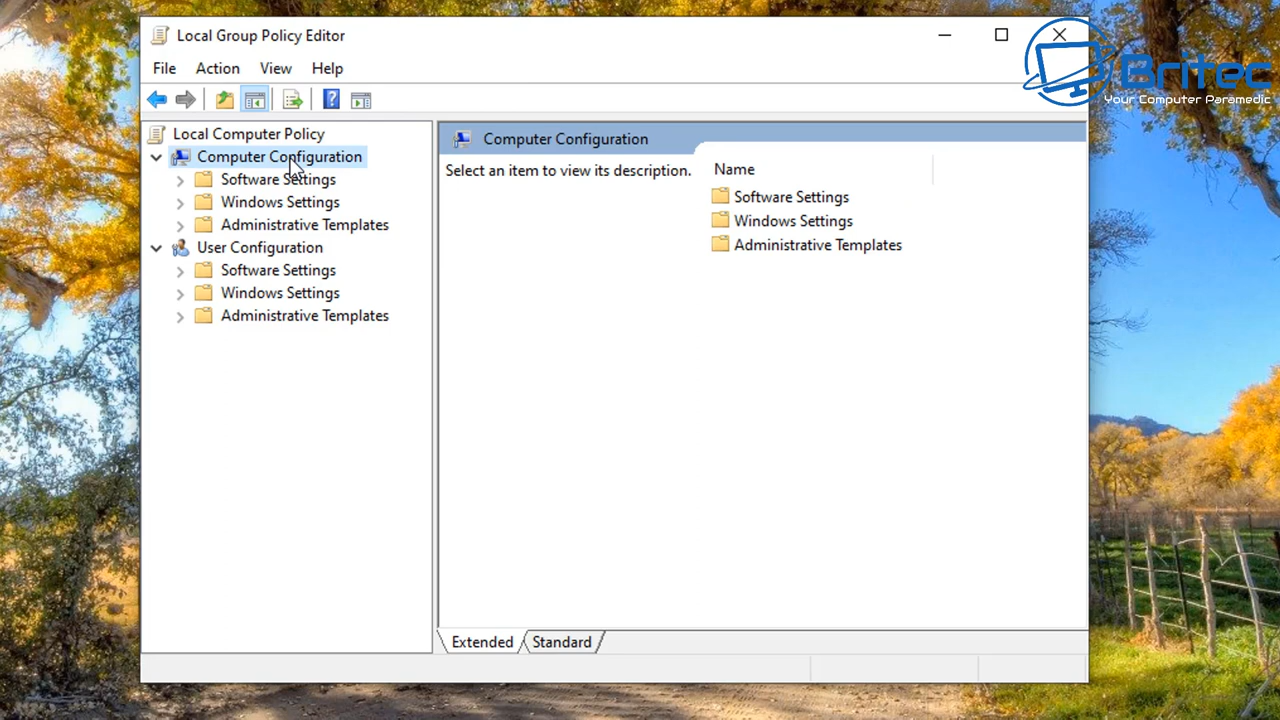 Local Group Policy Editor
Britec
Your Computer Paramedic
File Action View Help
Local Computer Policy
Computer Configuration
Software Settings
Windows Settings
Administrative Templates
User Configuration
Software Settings
Windows Settings
Administrative Templates
Computer Configuration
Select an item to view its description.
Name
Software Settings
Windows Settings
Administrative Templates
Extended Standard